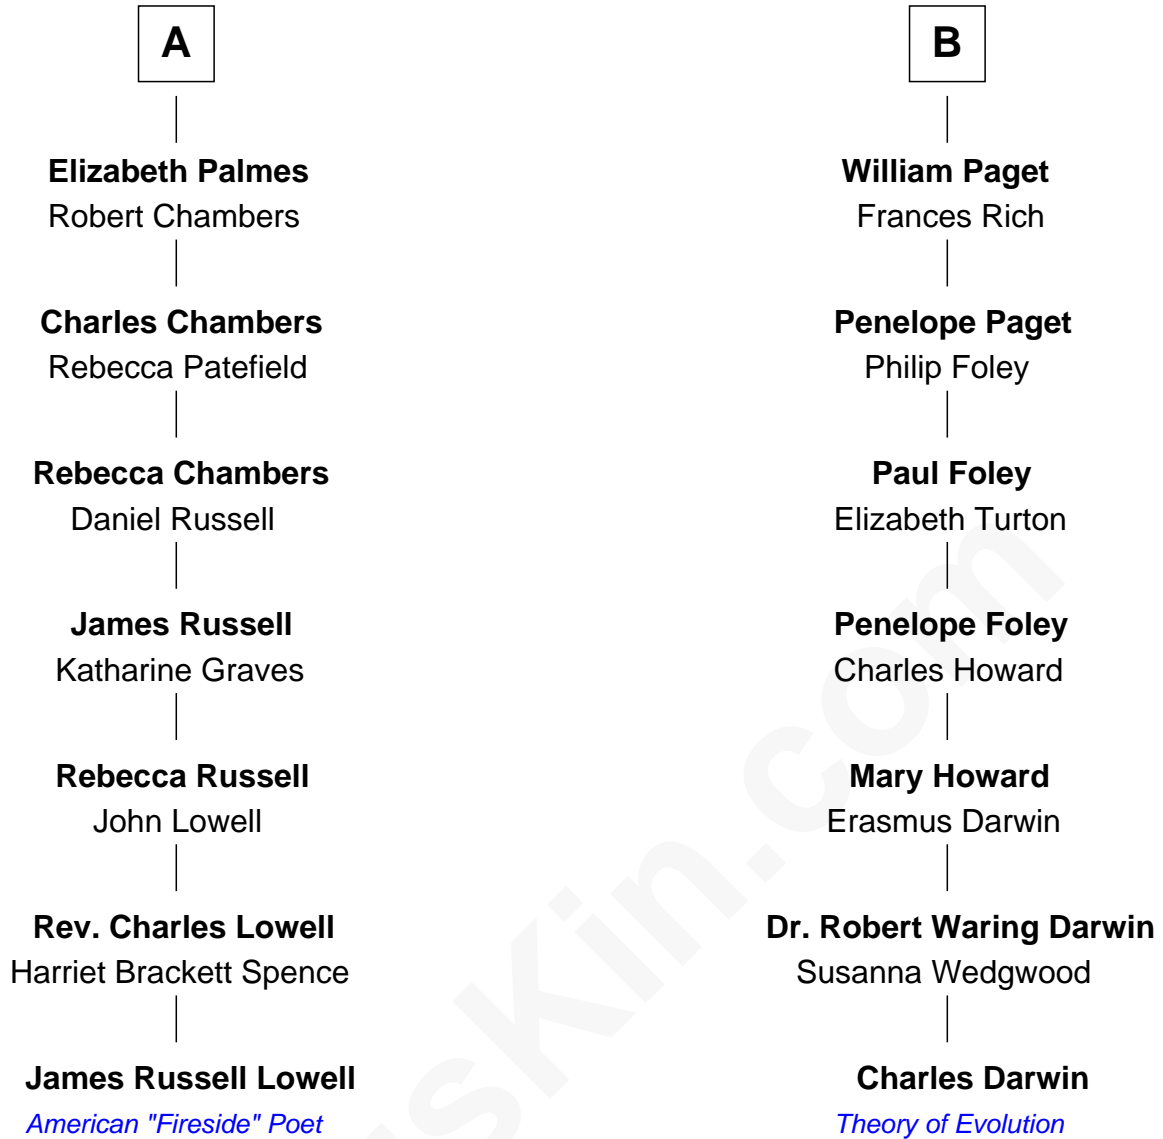 A
Elizabeth Palmes
Robert Chambers
Charles Chambers
Rebecca Patefield
Rebecca Chambers
Daniel Russell
James Russell
Katharine Graves
Rebecca Russell
John Lowell
Rev. Charles Lowell
Harriet Brackett Spence
James Russell Lowell
American "Fireside" Poet
B
William Paget
Frances Rich
Penelope Paget
Philip Foley
Paul Foley
Elizabeth Turton
Penelope Foley
Charles Howard
Mary Howard
Erasmus Darwin
Dr. Robert Waring Darwin
Susanna Wedgwood
Charles Darwin
Theory of Evolution
usKin.com